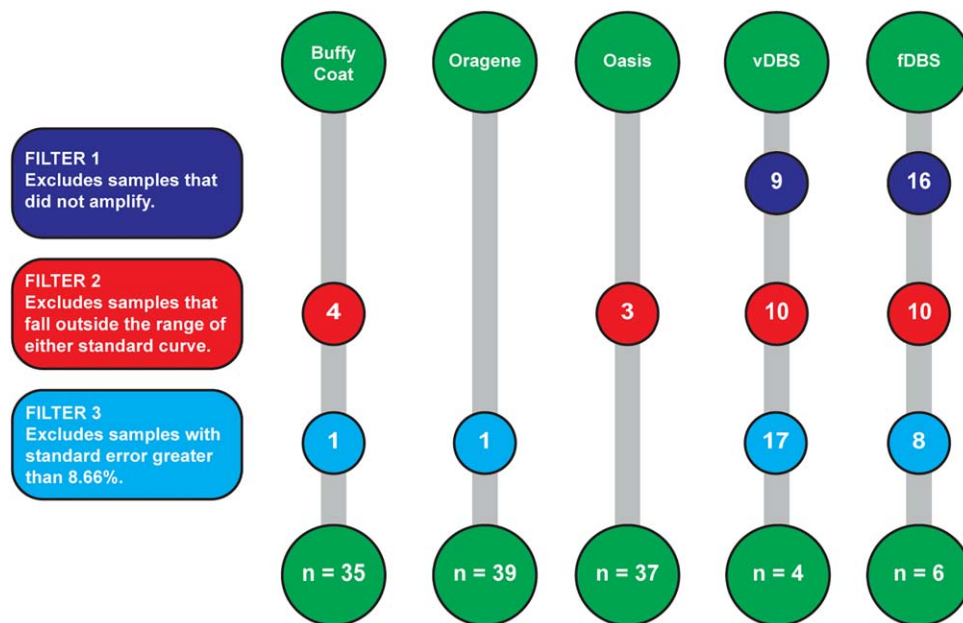 Buffy
Coat
Oragene
Oasis
vDBS
fDBS
FILTER 1
Excludes samples that
did not amplify.
9
16
FILTER 2
Excludes samples that
fall outside the range of
either standard curve.
4
3
10
10
FILTER 3
Excludes samples with
standard error greater
than 8.66%.
1
1
17
8
n = 35
n = 39
n = 37
n = 4
n = 6